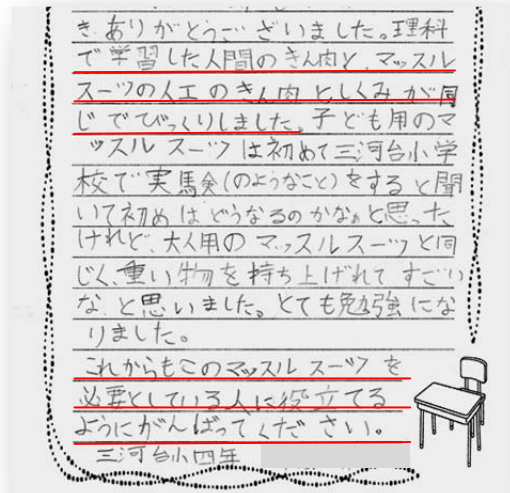 き、ありがとうございました。理科
で学習した人間のきん肉と、マッスル
スーツの人工のきん肉としくみが同
じでびっくりしました。子ども用のマ
ッスルスーツは初めて三河台小学
校で実験(のようなこと)をすると聞
いて初めはどうなるのかなぁと思った
けれど、大人用のマッスルスーツと同
じく、重い物を持ち上げれてすごい
な、と思いました。とても勉強にな
りました。
これからもこのマッスルスーツを
必要としている人に役立てる
ようにがんばってください。
三河台小四年